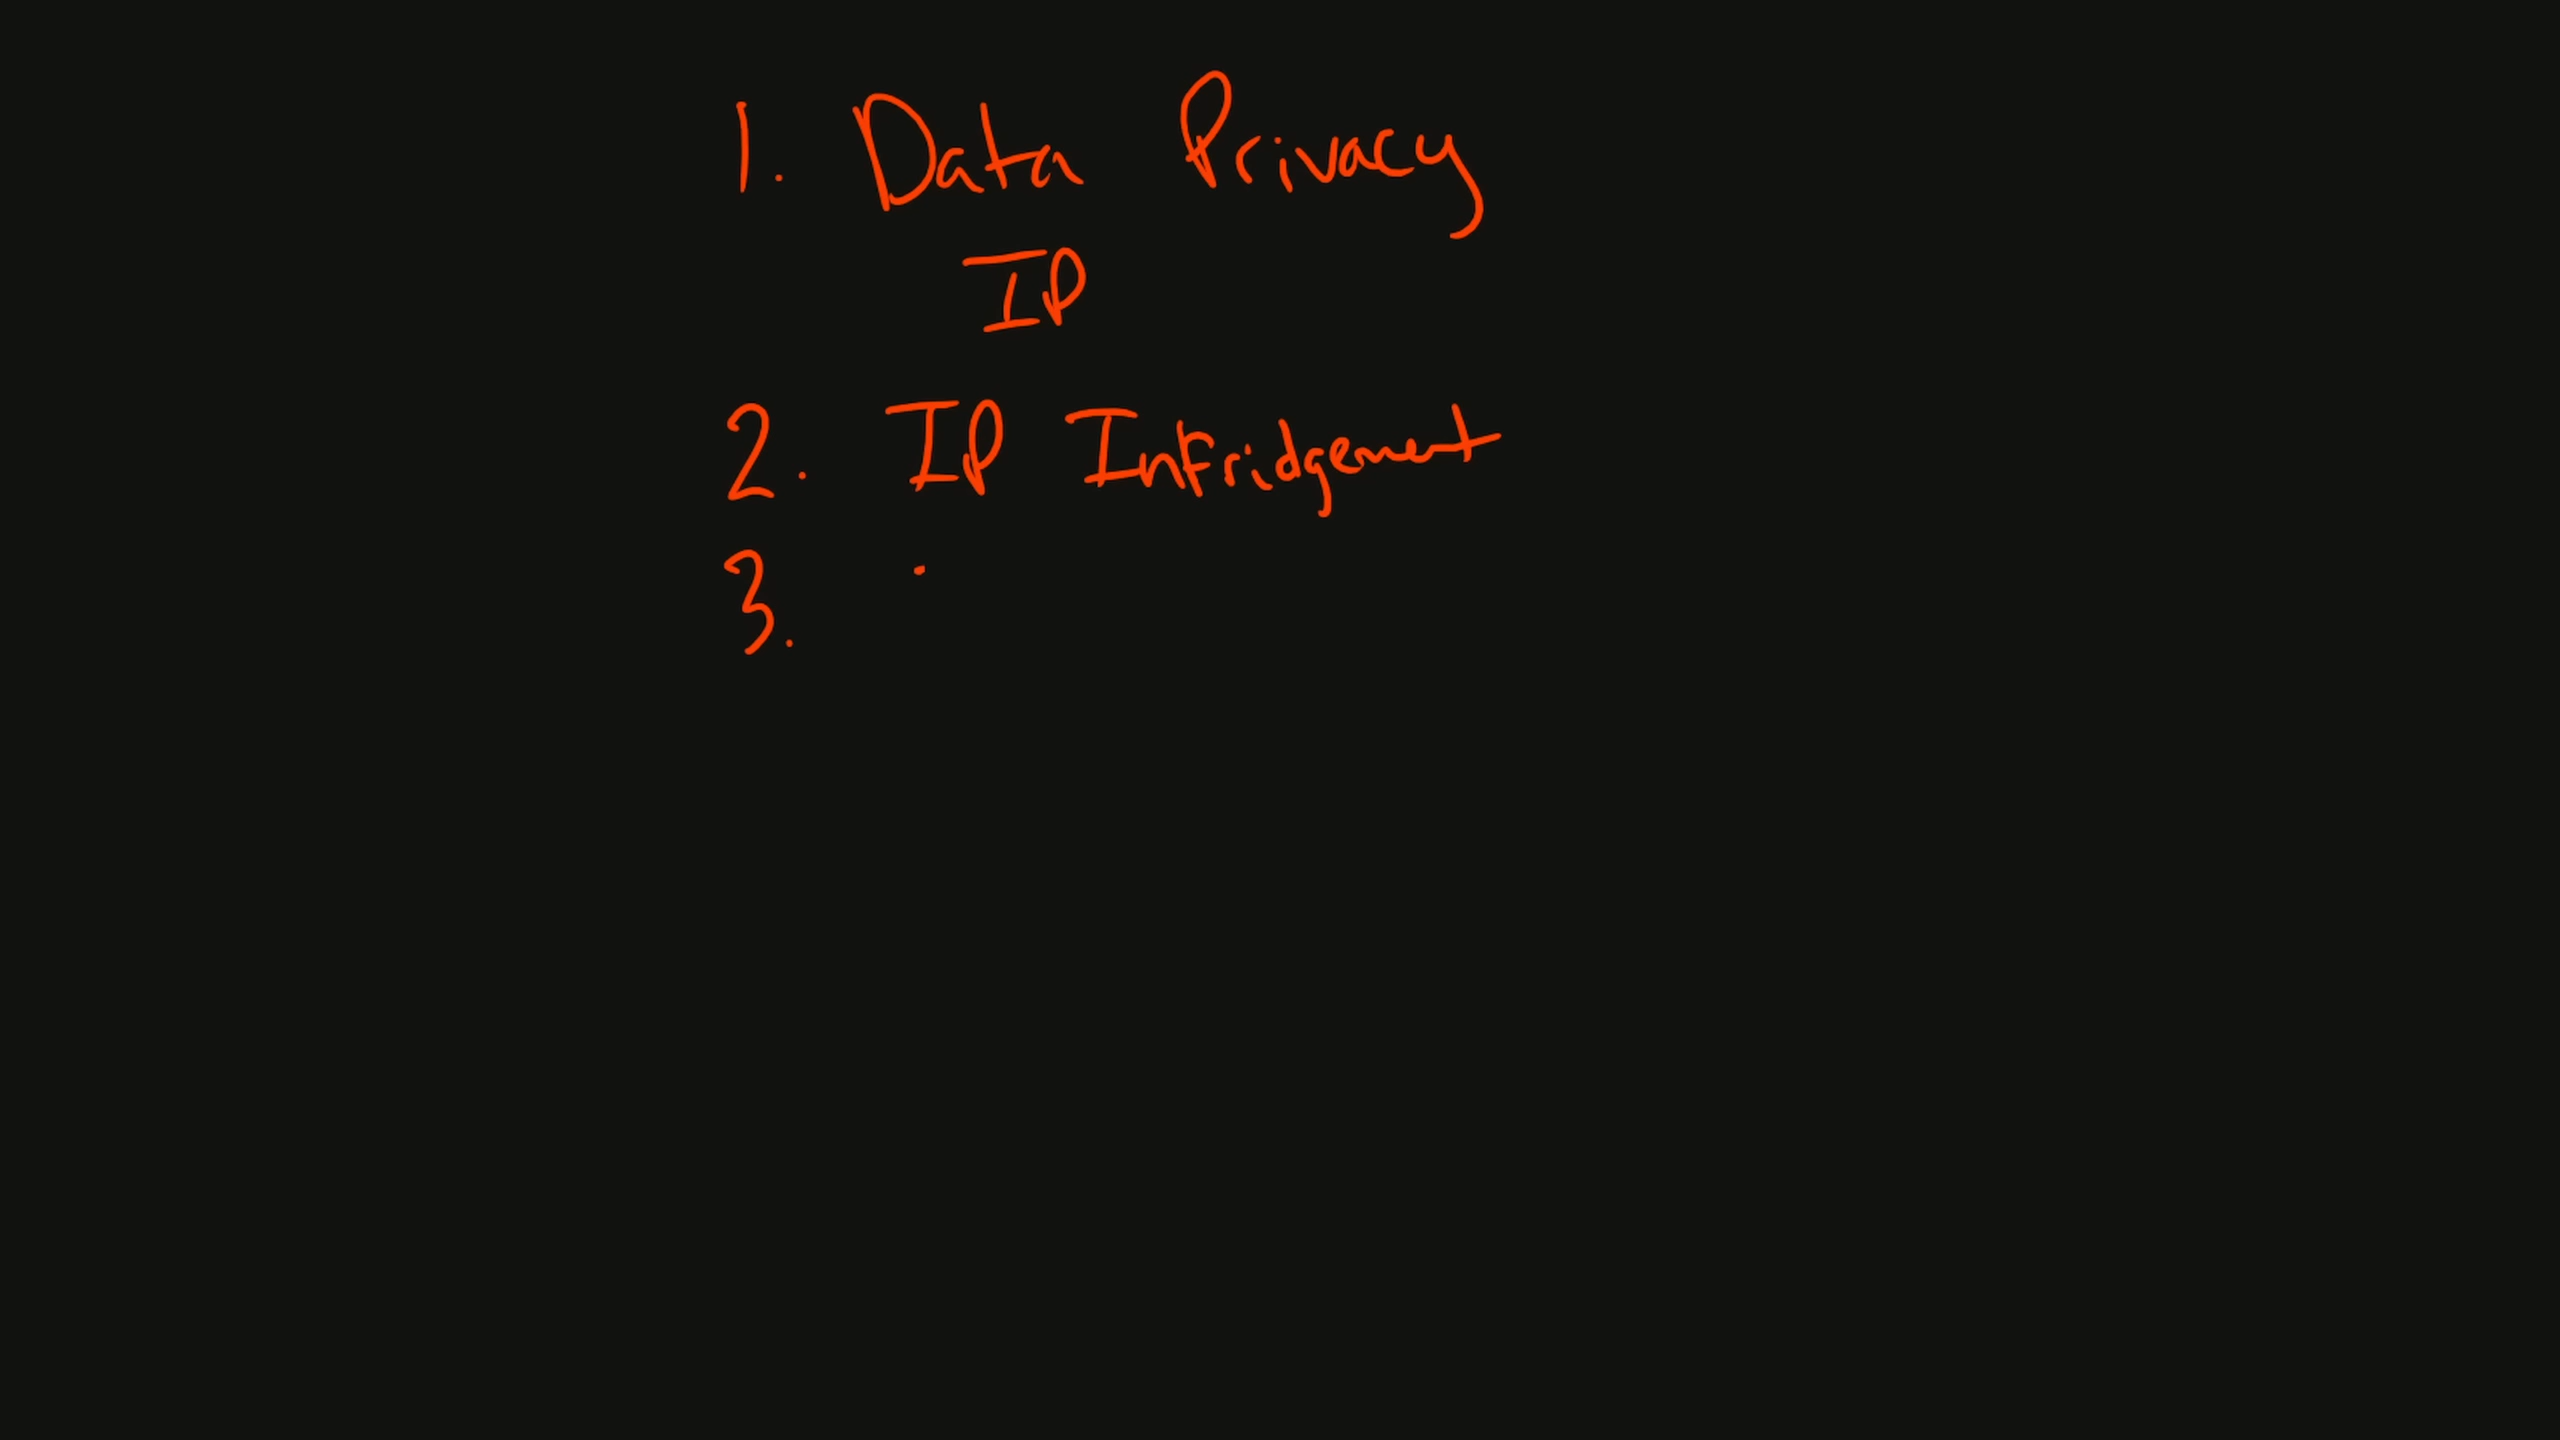 1. Data Privacy
IP
2. IP Infridgement
3.